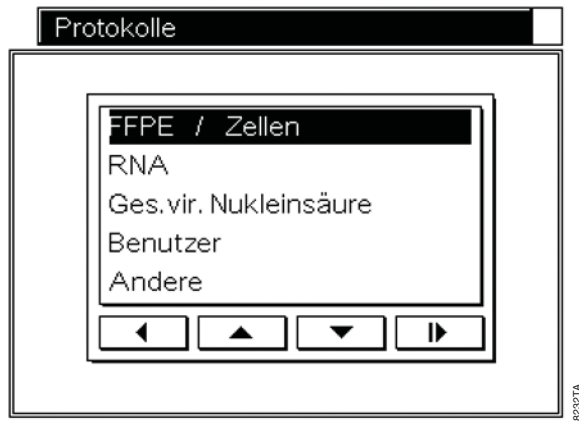 Protokolle
FFPE / Zellen
RNA
Ges.vir. Nukleinsäure
Benutzer
Andere
8232TA